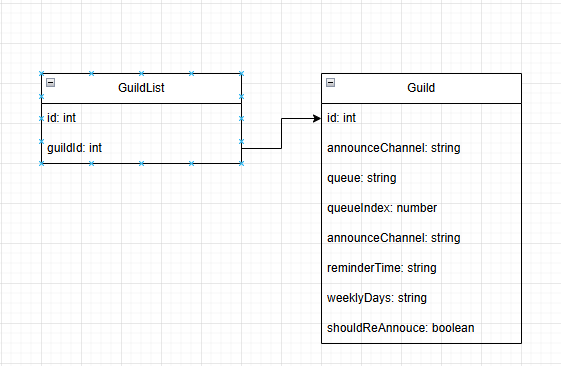 GuildList
id: int
guildId: int
Guild
id: int
announceChannel: string
queue: string
queueIndex: number
announceChannel: string
reminderTime: string
weeklyDays: string
shouldReAnnouce: boolean